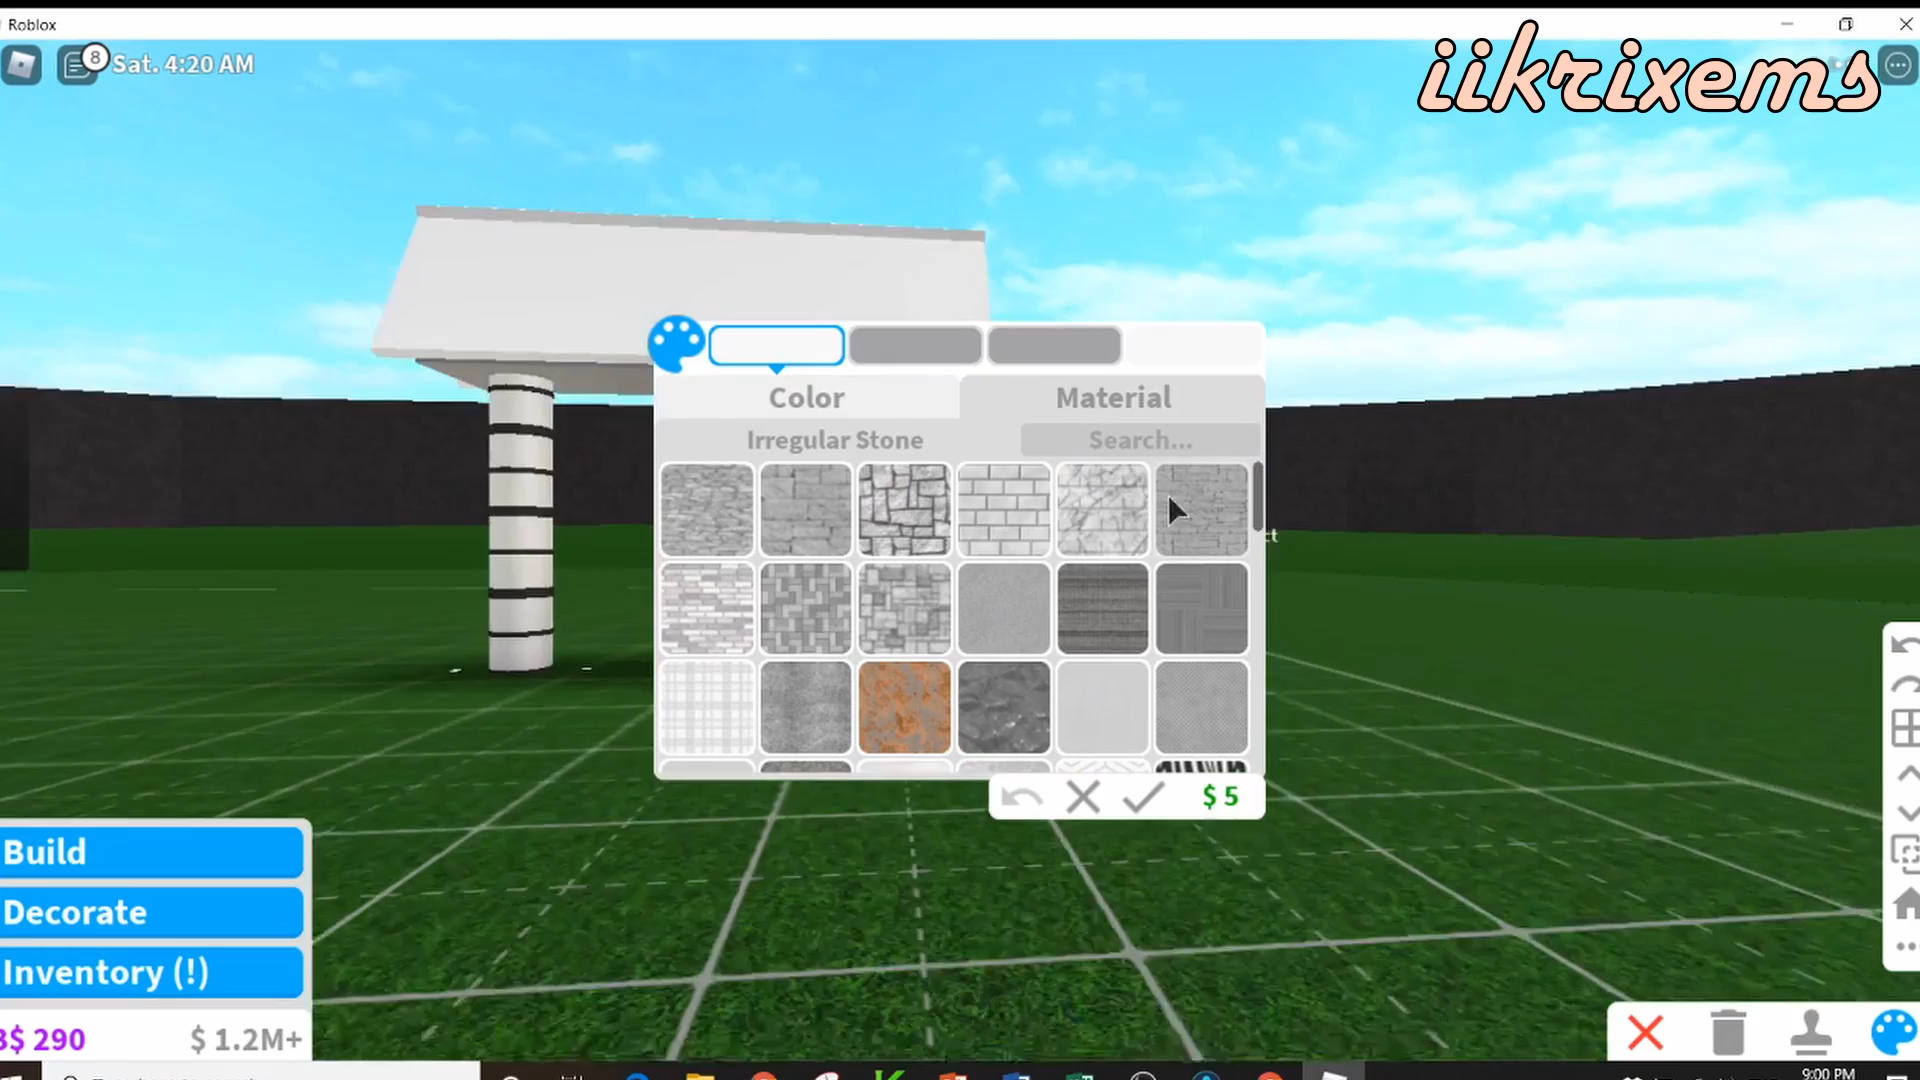 Roblox
8
Sat. 4:20 AM
iikrixems
Color
Material
Irregular Stone
Search...
ct
$ 5
Build
Decorate
Inventory (!)
B$ 290
$ 1.2M+
9:00 PM